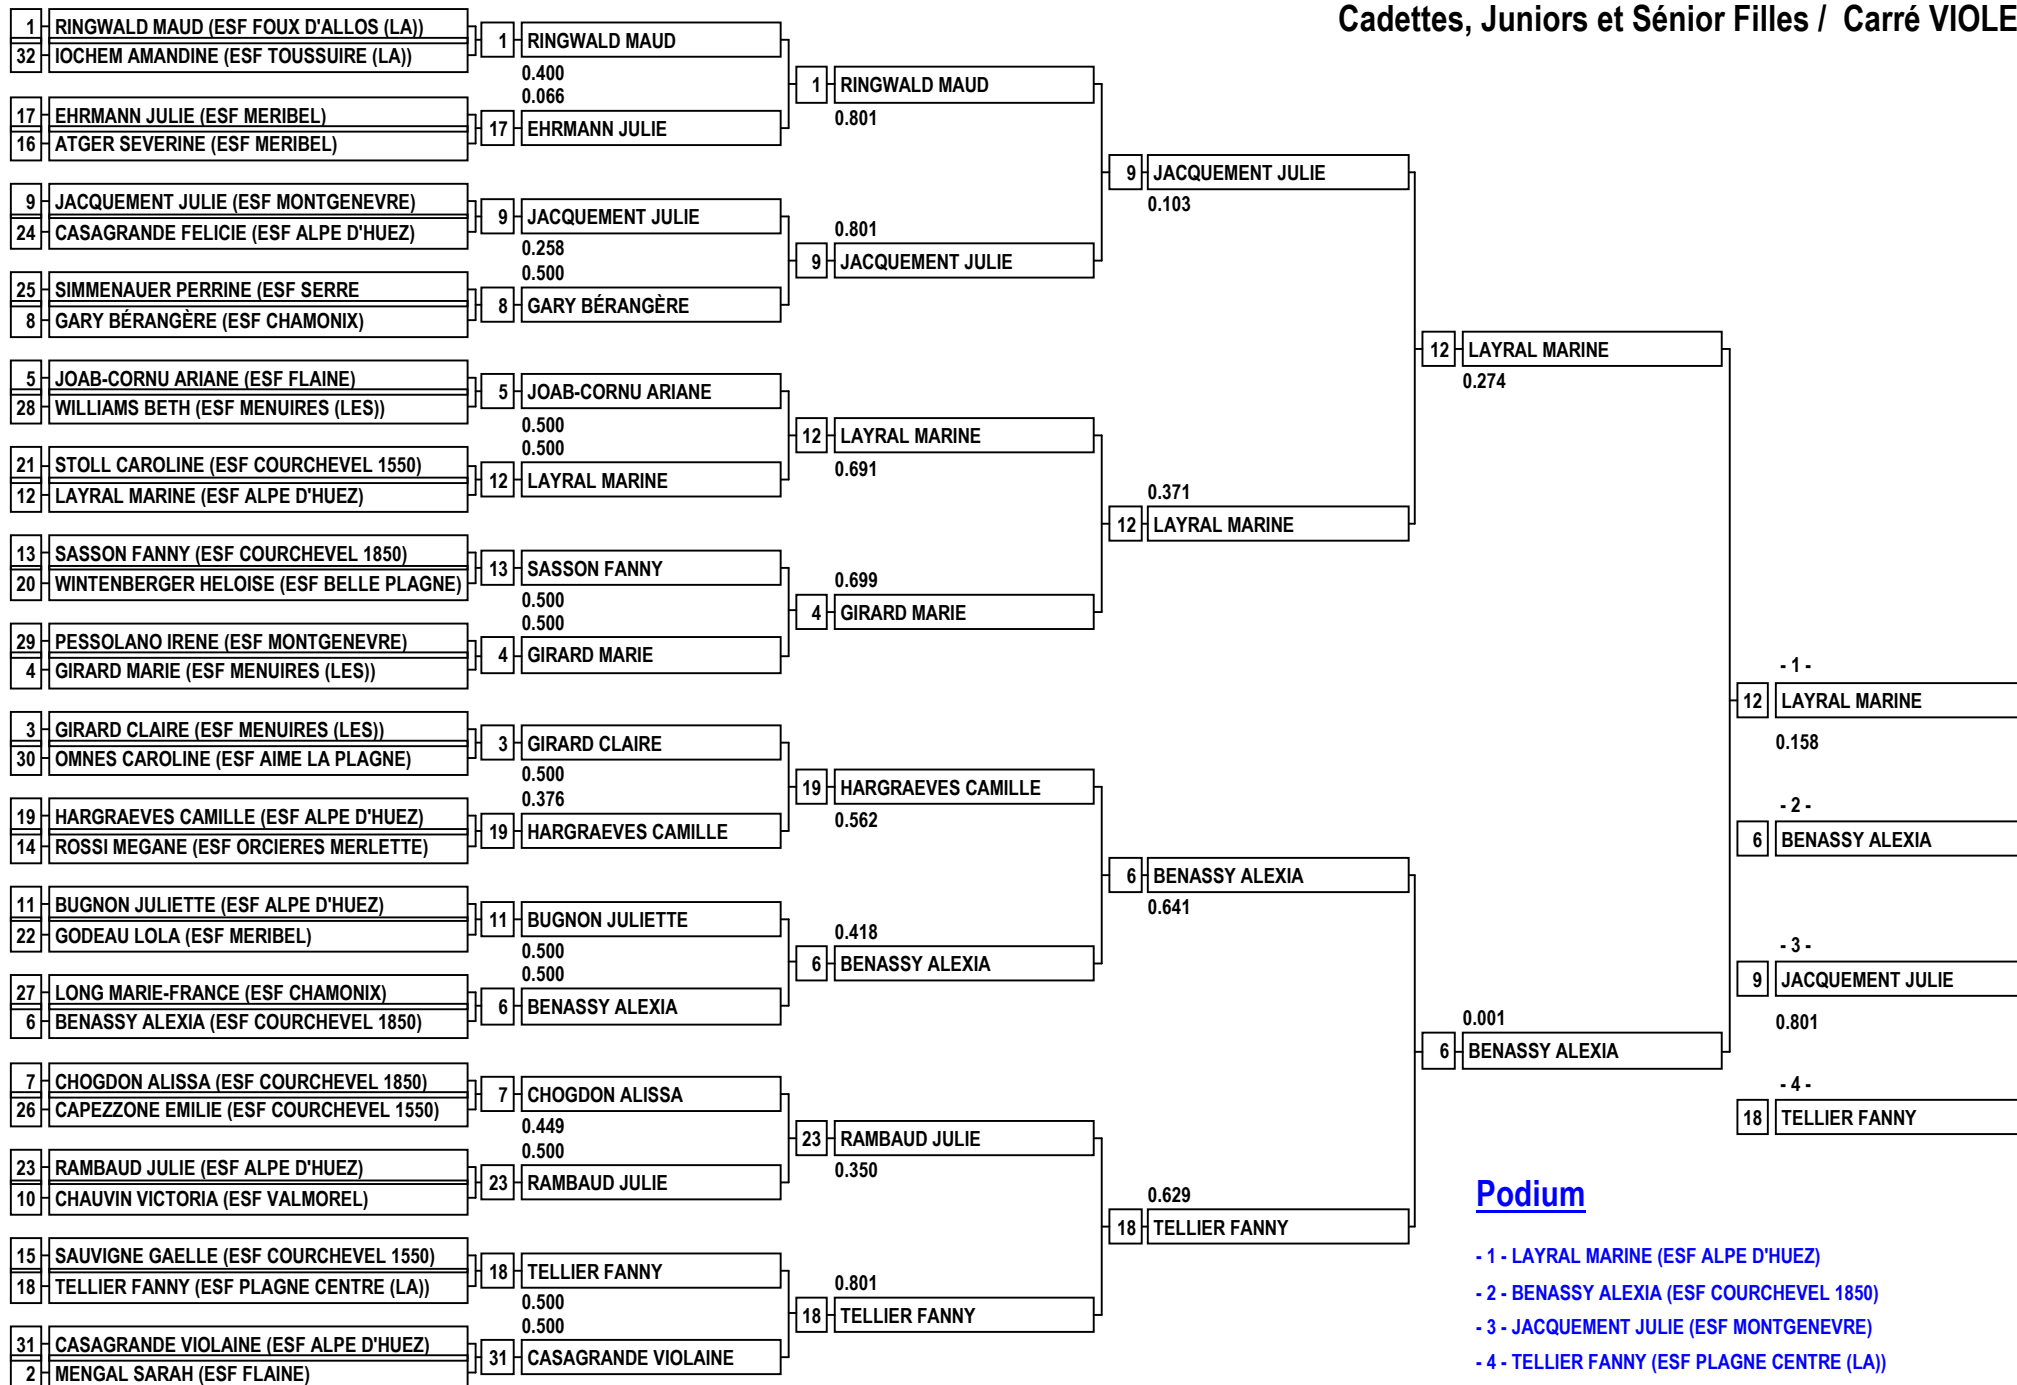 Cadettes, Juniors et Sénior Filles / Carré VIOLE
1 RINGWALD MAUD (ESF FOUX D'ALLOS (LA))
32 IOCHEM AMANDINE (ESF TOUSSUIRE (LA))
17 EHRMANN JULIE (ESF MERIBEL)
16 ATGER SEVERINE (ESF MERIBEL)
9 JACQUEMENT JULIE (ESF MONTGENEVRE)
24 CASAGRANDE FELICIE (ESF ALPE D'HUEZ)
25 SIMMENAUER PERRINE (ESF SERRE
8 GARY BÉRANGÈRE (ESF CHAMONIX)
5 JOAB-CORNU ARIANE (ESF FLAINE)
28 WILLIAMS BETH (ESF MENUIRES (LES))
21 STOLL CAROLINE (ESF COURCHEVEL 1550)
12 LAYRAL MARINE (ESF ALPE D'HUEZ)
13 SASSON FANNY (ESF COURCHEVEL 1850)
20 WINTENBERGER HELOISE (ESF BELLE PLAGNE)
29 PESSOLANO IRENE (ESF MONTGENEVRE)
4 GIRARD MARIE (ESF MENUIRES (LES))
3 GIRARD CLAIRE (ESF MENUIRES (LES))
30 OMNES CAROLINE (ESF AIME LA PLAGNE)
19 HARGRAEVES CAMILLE (ESF ALPE D'HUEZ)
14 ROSSI MEGANE (ESF ORCIERES MERLETTE)
11 BUGNON JULIETTE (ESF ALPE D'HUEZ)
22 GODEAU LOLA (ESF MERIBEL)
27 LONG MARIE-FRANCE (ESF CHAMONIX)
6 BENASSY ALEXIA (ESF COURCHEVEL 1850)
7 CHOGDON ALISSA (ESF COURCHEVEL 1850)
26 CAPEZZONE EMILIE (ESF COURCHEVEL 1550)
23 RAMBAUD JULIE (ESF ALPE D'HUEZ)
10 CHAUVIN VICTORIA (ESF VALMOREL)
15 SAUVIGNE GAELLE (ESF COURCHEVEL 1550)
18 TELLIER FANNY (ESF PLAGNE CENTRE (LA))
31 CASAGRANDE VIOLAINE (ESF ALPE D'HUEZ)
2 MENGAL SARAH (ESF FLAINE)
1 RINGWALD MAUD
0.400
0.066
17 EHRMANN JULIE
9 JACQUEMENT JULIE
0.258
0.500
8 GARY BÉRANGÈRE
5 JOAB-CORNU ARIANE
0.500
0.500
12 LAYRAL MARINE
13 SASSON FANNY
0.500
0.500
4 GIRARD MARIE
3 GIRARD CLAIRE
0.500
0.376
19 HARGRAEVES CAMILLE
11 BUGNON JULIETTE
0.500
0.500
6 BENASSY ALEXIA
7 CHOGDON ALISSA
0.449
0.500
23 RAMBAUD JULIE
18 TELLIER FANNY
0.500
0.500
31 CASAGRANDE VIOLAINE
1 RINGWALD MAUD
0.801
0.801
9 JACQUEMENT JULIE
12 LAYRAL MARINE
0.691
0.699
4 GIRARD MARIE
19 HARGRAEVES CAMILLE
0.562
0.418
6 BENASSY ALEXIA
23 RAMBAUD JULIE
0.350
0.801
18 TELLIER FANNY
9 JACQUEMENT JULIE
0.103
0.371
12 LAYRAL MARINE
6 BENASSY ALEXIA
0.641
0.629
18 TELLIER FANNY
12 LAYRAL MARINE
0.274
0.001
6 BENASSY ALEXIA
- 1 -
12 LAYRAL MARINE
0.158
- 2 -
6 BENASSY ALEXIA
- 3 -
9 JACQUEMENT JULIE
0.801
- 4 -
18 TELLIER FANNY
Podium
- 1 - LAYRAL MARINE (ESF ALPE D'HUEZ)
- 2 - BENASSY ALEXIA (ESF COURCHEVEL 1850)
- 3 - JACQUEMENT JULIE (ESF MONTGENEVRE)
- 4 - TELLIER FANNY (ESF PLAGNE CENTRE (LA))